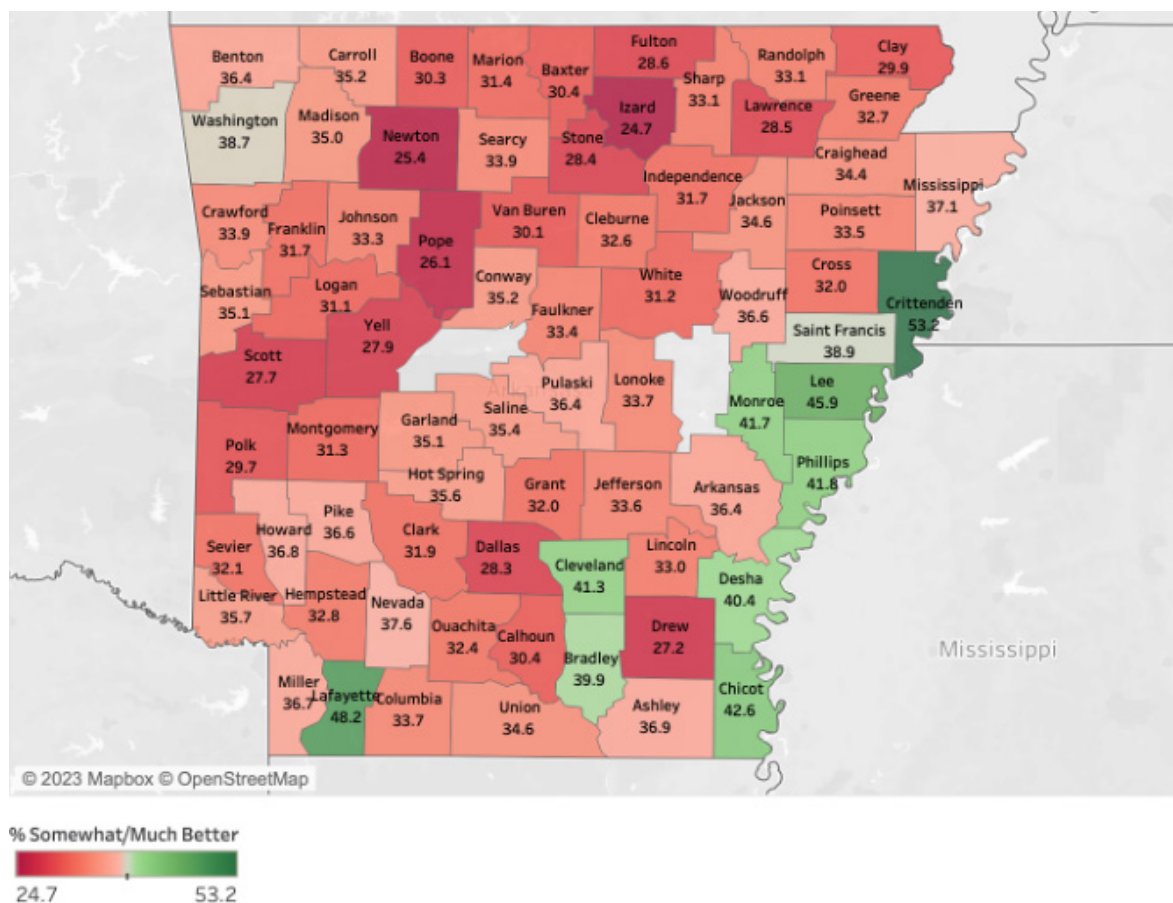 Benton
36.4
Carroll
35.2
Boone
30.3
Marion
31.4
Baxter
30.4
Fulton
28.6
Sharp
33.1
Randolph
33.1
Clay
29.9
Izard
24.7
Lawrence
28.5
Greene
32.7
Washington
38.7
Madison
35.0
Newton
25.4
Searcy
33.9
Stone
28.4
Independence
31.7
Jackson
34.6
Craighead
34.4
Mississippi
37.1
Crawford
33.9
Franklin
31.7
Johnson
33.3
Pope
26.1
Van Buren
30.1
Cleburne
32.6
Poinsett
33.5
Sebastian
35.1
Logan
31.1
Conway
35.2
Faulkner
33.4
White
31.2
Woodruff
36.6
Cross
32.0
Crittenden
53.2
Scott
27.7
Yell
27.9
Saint Francis
38.9
Pulaski
36.4
Lonoke
33.7
Monroe
41.7
Lee
45.9
Polk
29.7
Montgomery
31.3
Garland
35.1
Saline
35.4
Phillips
41.8
Hot Spring
35.6
Grant
32.0
Jefferson
33.6
Arkansas
36.4
Howard
36.8
Pike
36.6
Clark
31.9
Dallas
28.3
Cleveland
41.3
Lincoln
33.0
Desha
40.4
Sevier
32.1
Little River
35.7
Hempstead
32.8
Nevada
37.6
Ouachita
32.4
Calhoun
30.4
Bradley
39.9
Drew
27.2
Mississippi
Miller
36.7
Lafayette
48.2
Columbia
33.7
Union
34.6
Ashley
36.9
Chicot
42.6
© 2023 Mapbox © OpenStreetMap
% Somewhat/Much Better
24.7 53.2